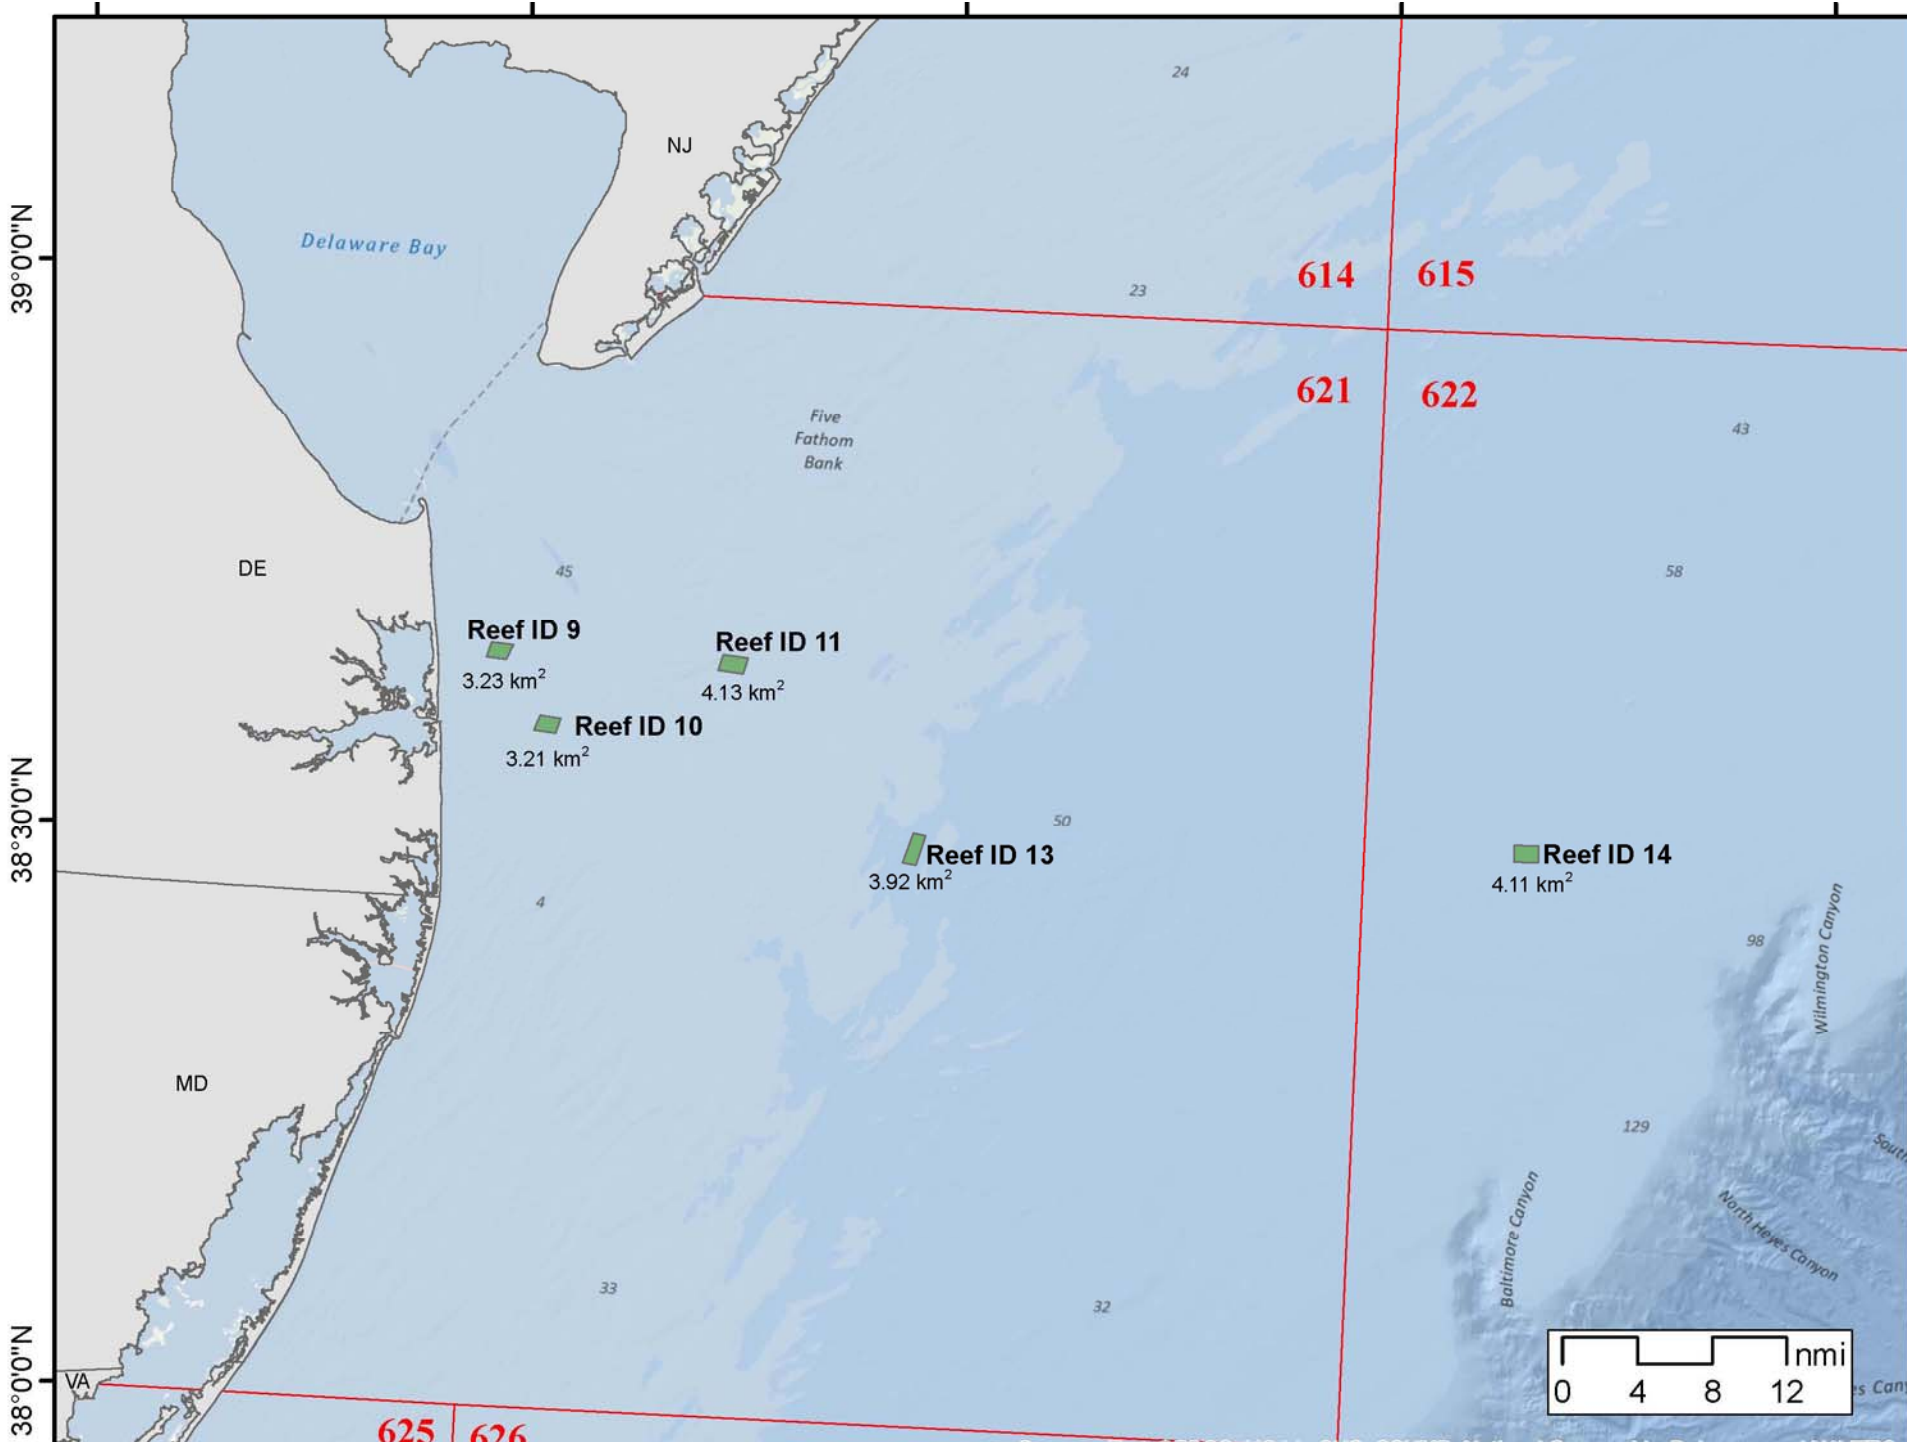 24
NJ
39°0'0"N
Delaware Bay
614
615
23
621
622
Five
Fathom
Bank
43
DE
45
58
Reef ID 9
3.23 km²
Reef ID 11
4.13 km²
Reef ID 10
3.21 km²
38°30'0"N
50
Reef ID 13
3.92 km²
Reef ID 14
4.11 km²
4
98
Wilmington Canyon
MD
129
South
Baltimore Canyon
North Heyes Canyon
33
32
nmi
0 4 8 12
es Cany
38°0'0"N
VA
625
626